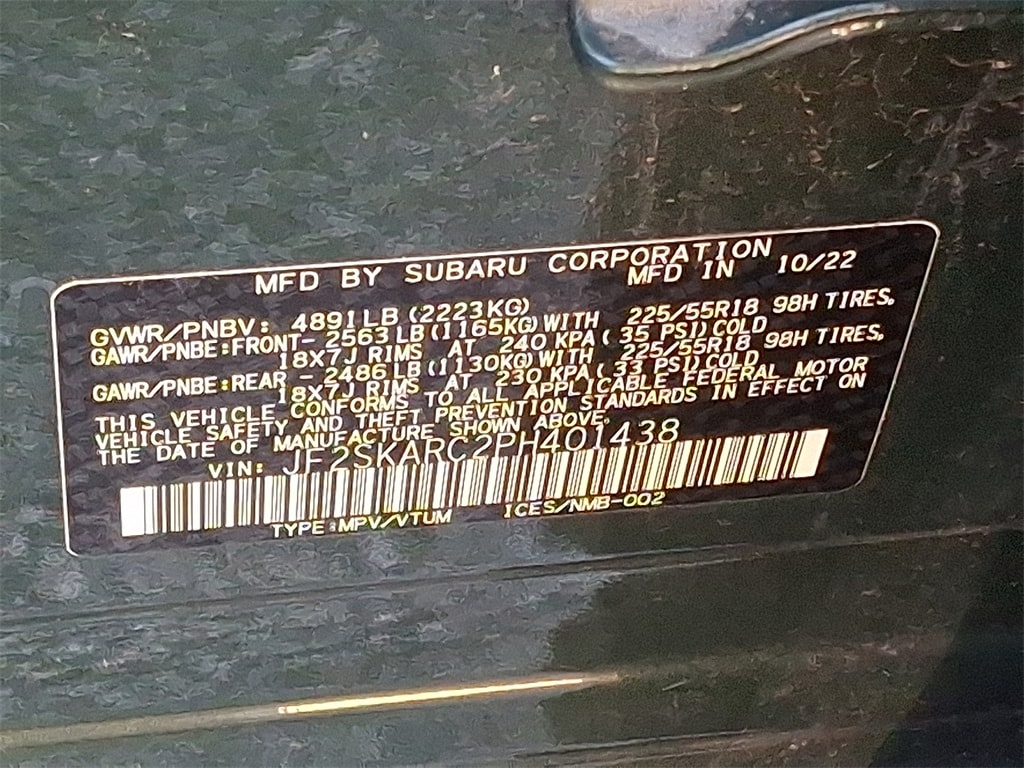 MFD BY SUBARU CORPORATION
MFD IN 10/22
GVWR/PNBV: 4891LB(2223KG)
GAWR/PNBE:FRONT- 2563LB(1165KG)WITH 225/55R18 98H TIRES,
18X7J RIMS AT 240 KPA( 35 PSI)COLD
GAWR/PNBE:REAR - 2486LB(1130KG)WITH 225/55R18 98H TIRES,
18X7J RIMS AT 230 KPA( 33 PSI)COLD
THIS VEHICLE CONFORMS TO ALL APPLICABLE FEDERAL MOTOR
VEHICLE SAFETY AND THEFT PREVENTION STANDARDS IN EFFECT ON
THE DATE OF MANUFACTURE SHOWN ABOVE.
VIN: JF2SKARC2PH401438
TYPE:MPV/VTUM ICES/NMB-002